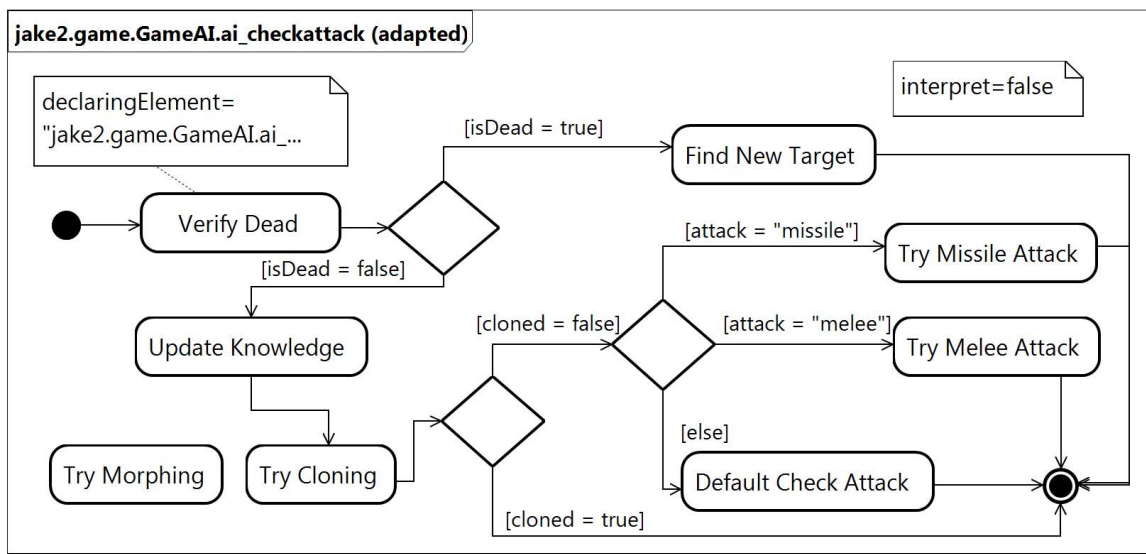 jake2.game.GameAI.ai_checkattack (adapted)
declaringElement=
"jake2.game.GameAI.ai_...
interpret=false
[isDead = true]
Find New Target
Verify Dead
[attack = "missile"]
Try Missile Attack
[isDead = false]
[cloned = false]
[attack = "melee"]
Update Knowledge
Try Melee Attack
[else]
Try Morphing
Try Cloning
Default Check Attack
[cloned = true]